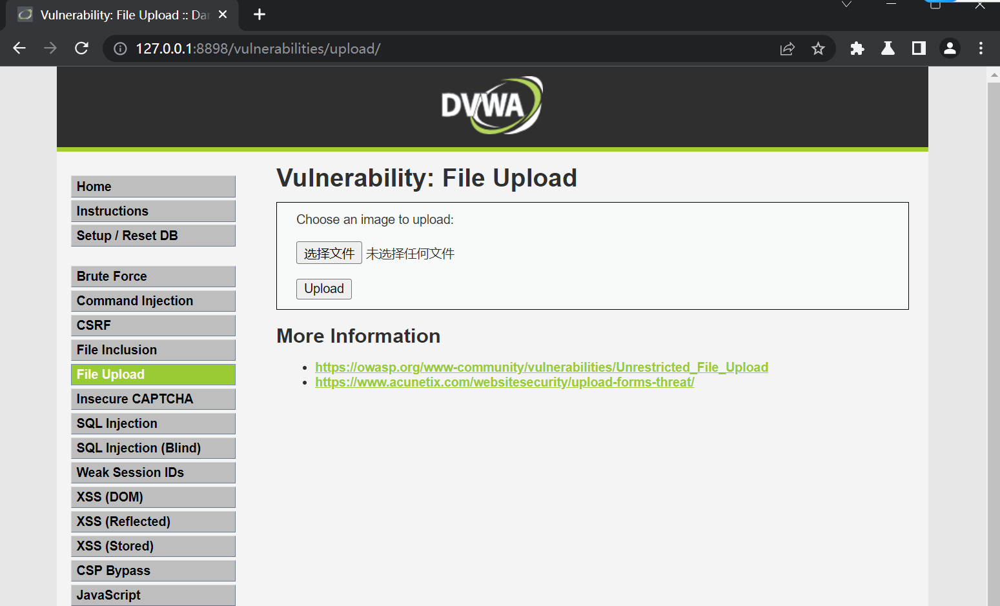 Vulnerability: File Upload :: Da
127.0.0.1:8898/vulnerabilities/upload/
DVWA
Home
Instructions
Setup / Reset DB
Brute Force
Command Injection
CSRF
File Inclusion
File Upload
Insecure CAPTCHA
SQL Injection
SQL Injection (Blind)
Weak Session IDs
XSS (DOM)
XSS (Reflected)
XSS (Stored)
CSP Bypass
JavaScript
Vulnerability: File Upload
Choose an image to upload:
选择文件 未选择任何文件
Upload
More Information
https://owasp.org/www-community/vulnerabilities/Unrestricted_File_Upload
https://www.acunetix.com/websitesecurity/upload-forms-threat/